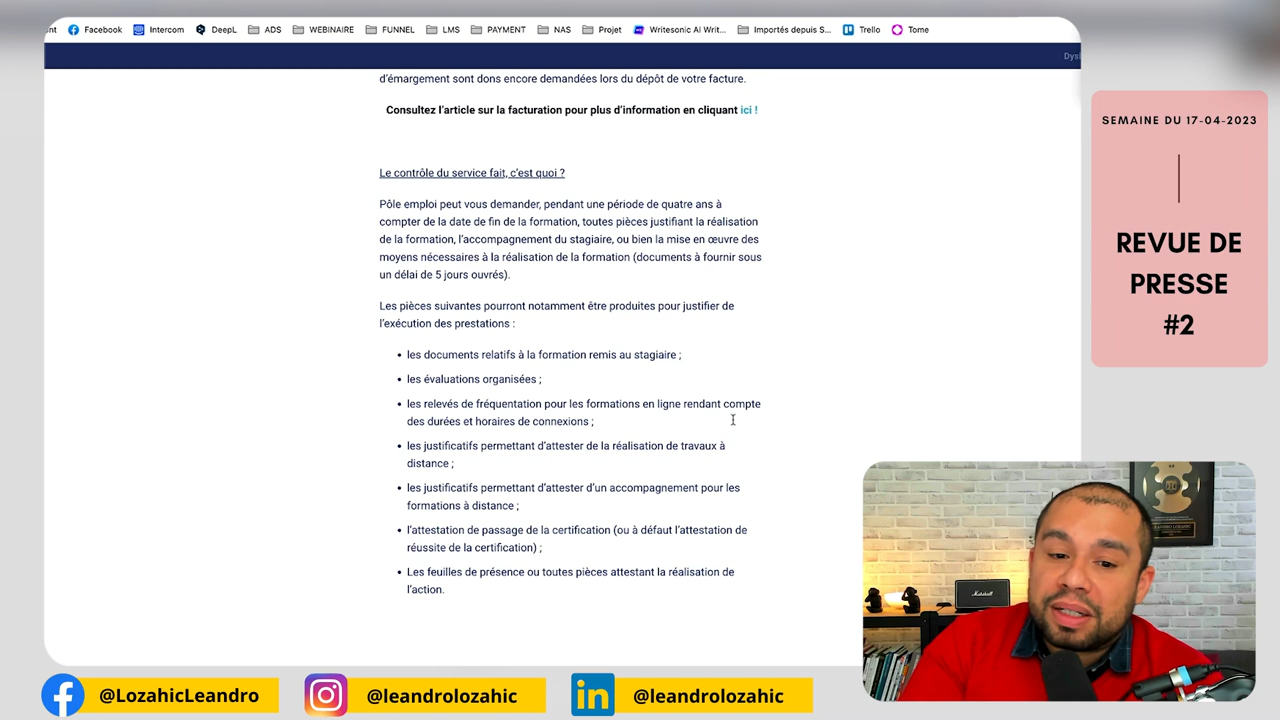 Facebook
Intercom
DeepL
ADS
WEBINAIRE
FUNNEL
LMS
PAYMENT
NAS
Projet
Writesonic AI Writ...
Importés depuis S...
Trello
Tome
d'émargement sont dons encore demandées lors du dépôt de votre facture.
Consultez l'article sur la facturation pour plus d'information en cliquant ici !
Le contrôle du service fait, c'est quoi ?
Pôle emploi peut vous demander, pendant une période de quatre ans à
compter de la date de fin de la formation, toutes pièces justifiant la réalisation
de la formation, l'accompagnement du stagiaire, ou bien la mise en œuvre des
moyens nécessaires à la réalisation de la formation (documents à fournir sous
un délai de 5 jours ouvrés).
Les pièces suivantes pourront notamment être produites pour justifier de
l'exécution des prestations :
• les documents relatifs à la formation remis au stagiaire ;
• les évaluations organisées ;
• les relevés de fréquentation pour les formations en ligne rendant compte
des durées et horaires de connexions ;
• les justificatifs permettant d'attester de la réalisation de travaux à
distance ;
• les justificatifs permettant d'attester d'un accompagnement pour les
formations à distance ;
• l'attestation de passage de la certification (ou à défaut l'attestation de
réussite de la certification) ;
• Les feuilles de présence ou toutes pièces attestant la réalisation de
l'action.
SEMAINE DU 17-04-2023
REVUE DE
PRESSE
#2
Marshall
@LozahicLeandro
@leandrolozahic
@leandrolozahic